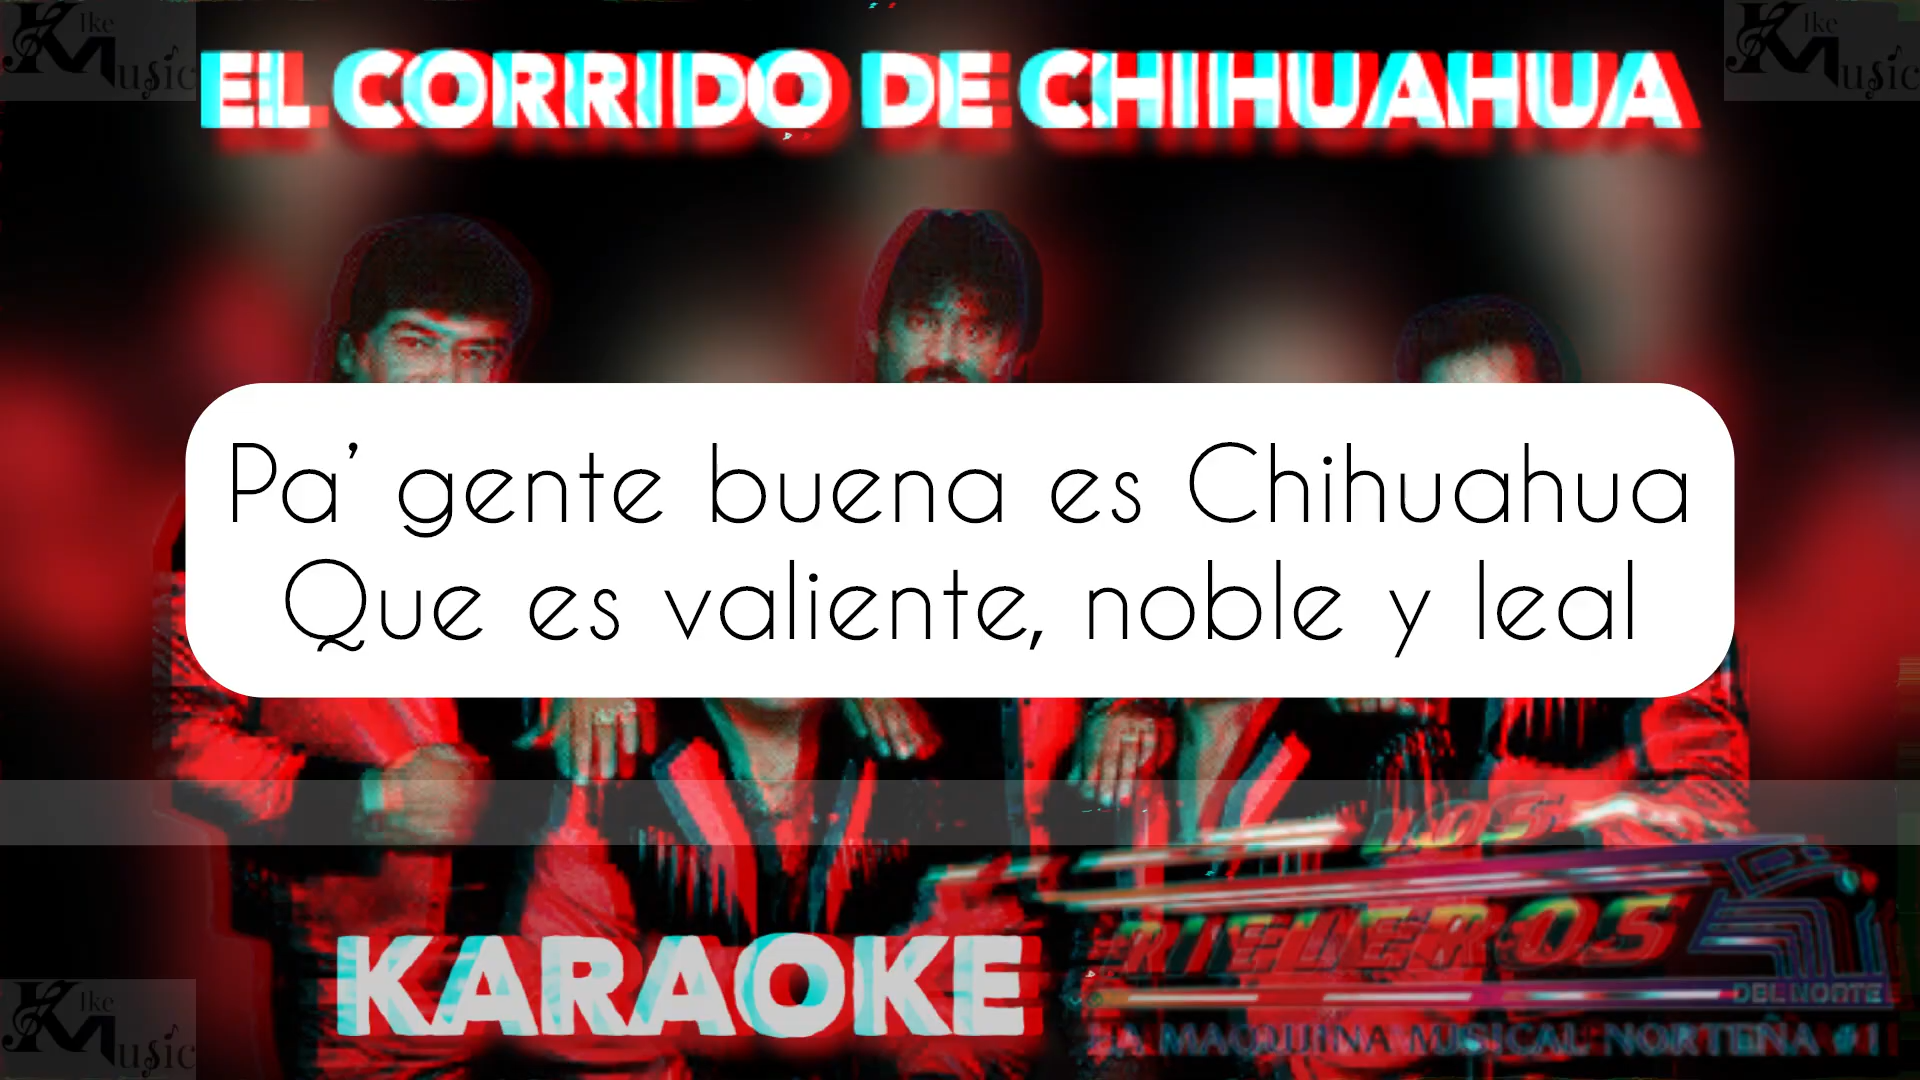 Ike Music
Ike Music
EL CORRIDO DE CHIHUAHUA
Pa’ gente buena es Chihuahua
Que es valiente, noble y leal
LOS
RIELEROS
DEL NORTE
KARAOKE
LA MAQUINA MUSICAL NORTEÑA #1
Ike Music